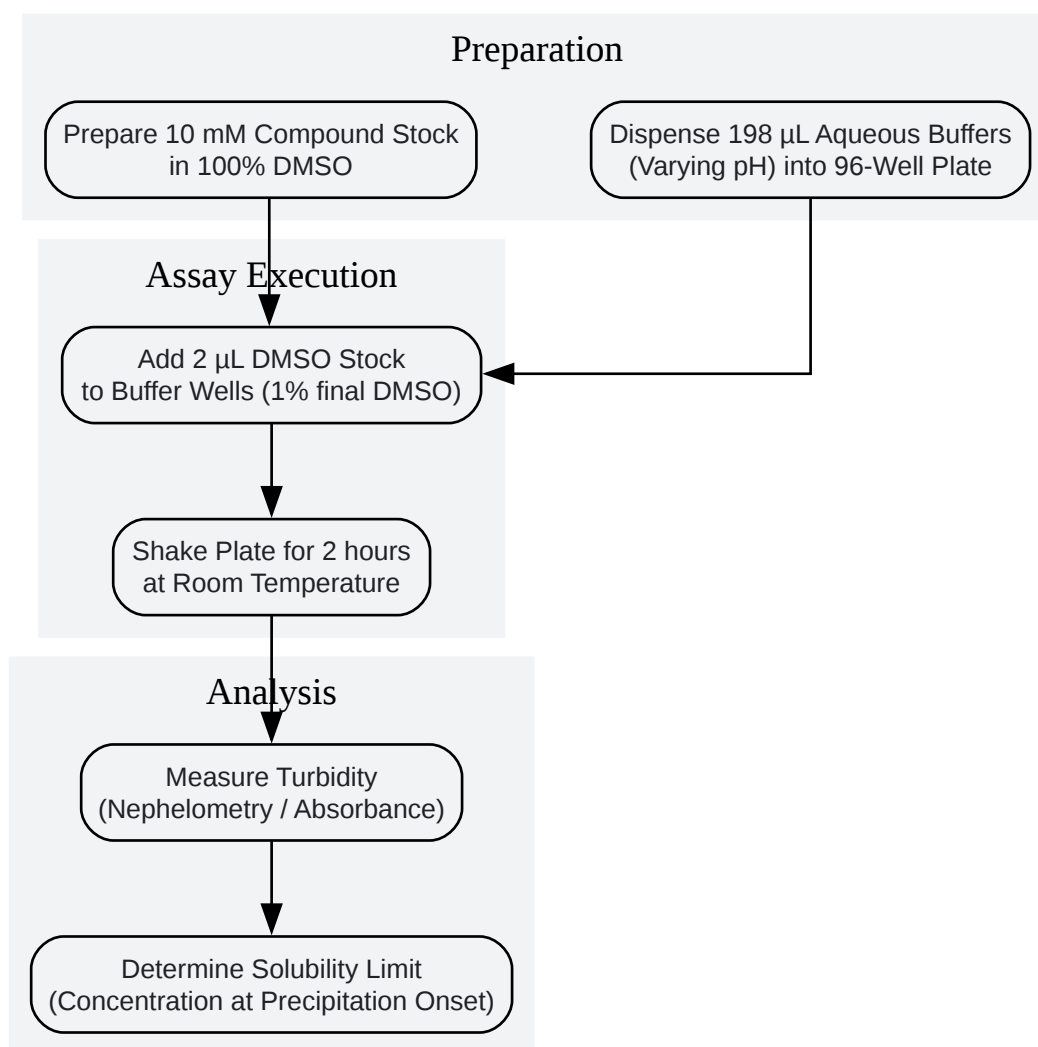 Preparation
Prepare 10 mM Compound Stock
in 100% DMSO
Dispense 198 µL Aqueous Buffers
(Varying pH) into 96-Well Plate
Assay Execution
Add 2 µL DMSO Stock
to Buffer Wells (1% final DMSO)
Shake Plate for 2 hours
at Room Temperature
Analysis
Measure Turbidity
(Nephelometry / Absorbance)
Determine Solubility Limit
(Concentration at Precipitation Onset)